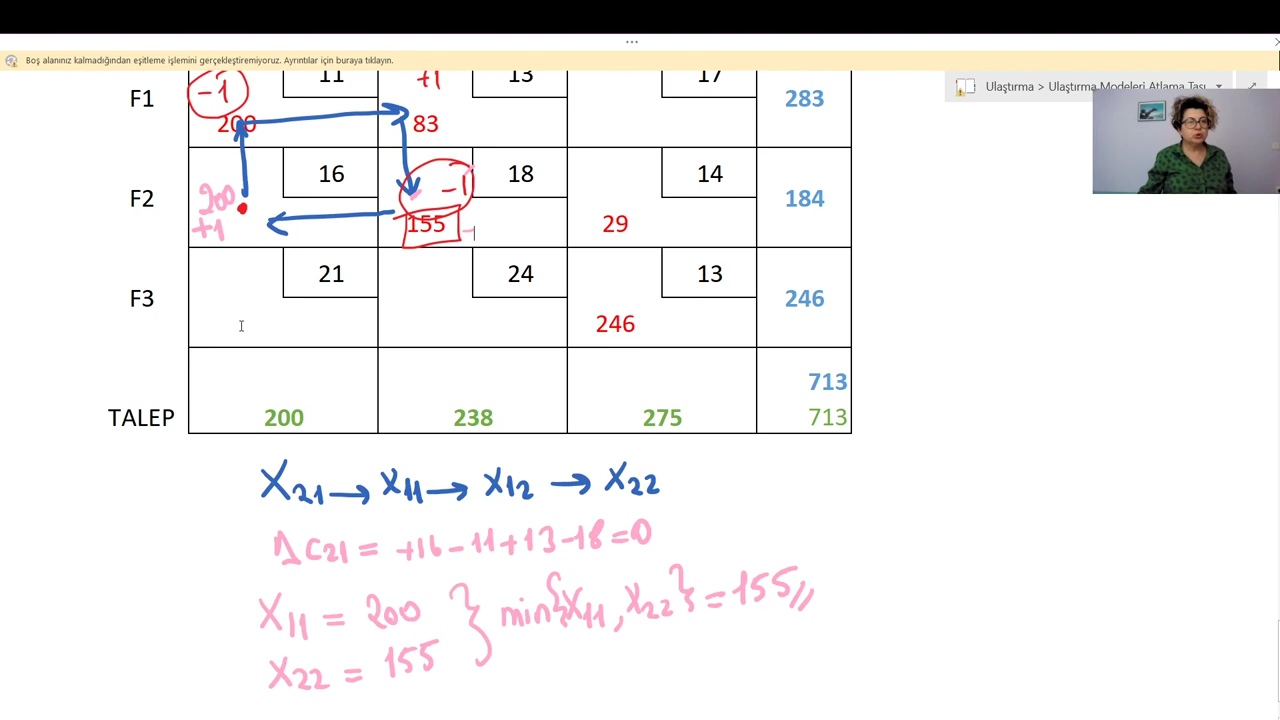 Boş alanınız kalmadığından eşitleme işlemini gerçekleştiremiyoruz. Ayrıntılar için buraya tıklayın.
Ulaştırma > Ulaştırma Modeleri Atlama Taşı
-1 11 +1 13 17
F1 200 83 283
16 -1 18 14
F2 200 +1 155 29 184
21 24 13
F3 246 246
713
TALEP 200 238 275 713
X21 → X11 → X12 → X22
ΔC21 = +16-11+13-18=0
X11 = 200 } min{X11, X22} = 155//
X22 = 155